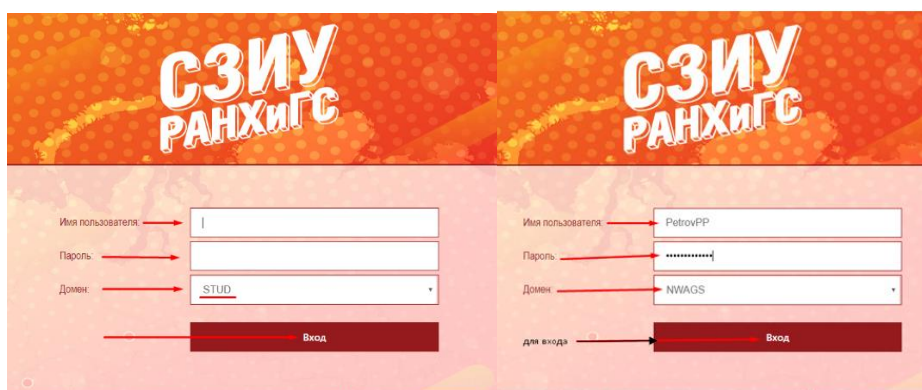 СЗИУ
РАНХиГС
Имя пользователя:
Пароль:
Домен:
STUD
Вход
СЗИУ
РАНХиГС
Имя пользователя:
PetrovPP
Пароль:
•••••••••••••
Домен:
NWAGS
для входа
Вход